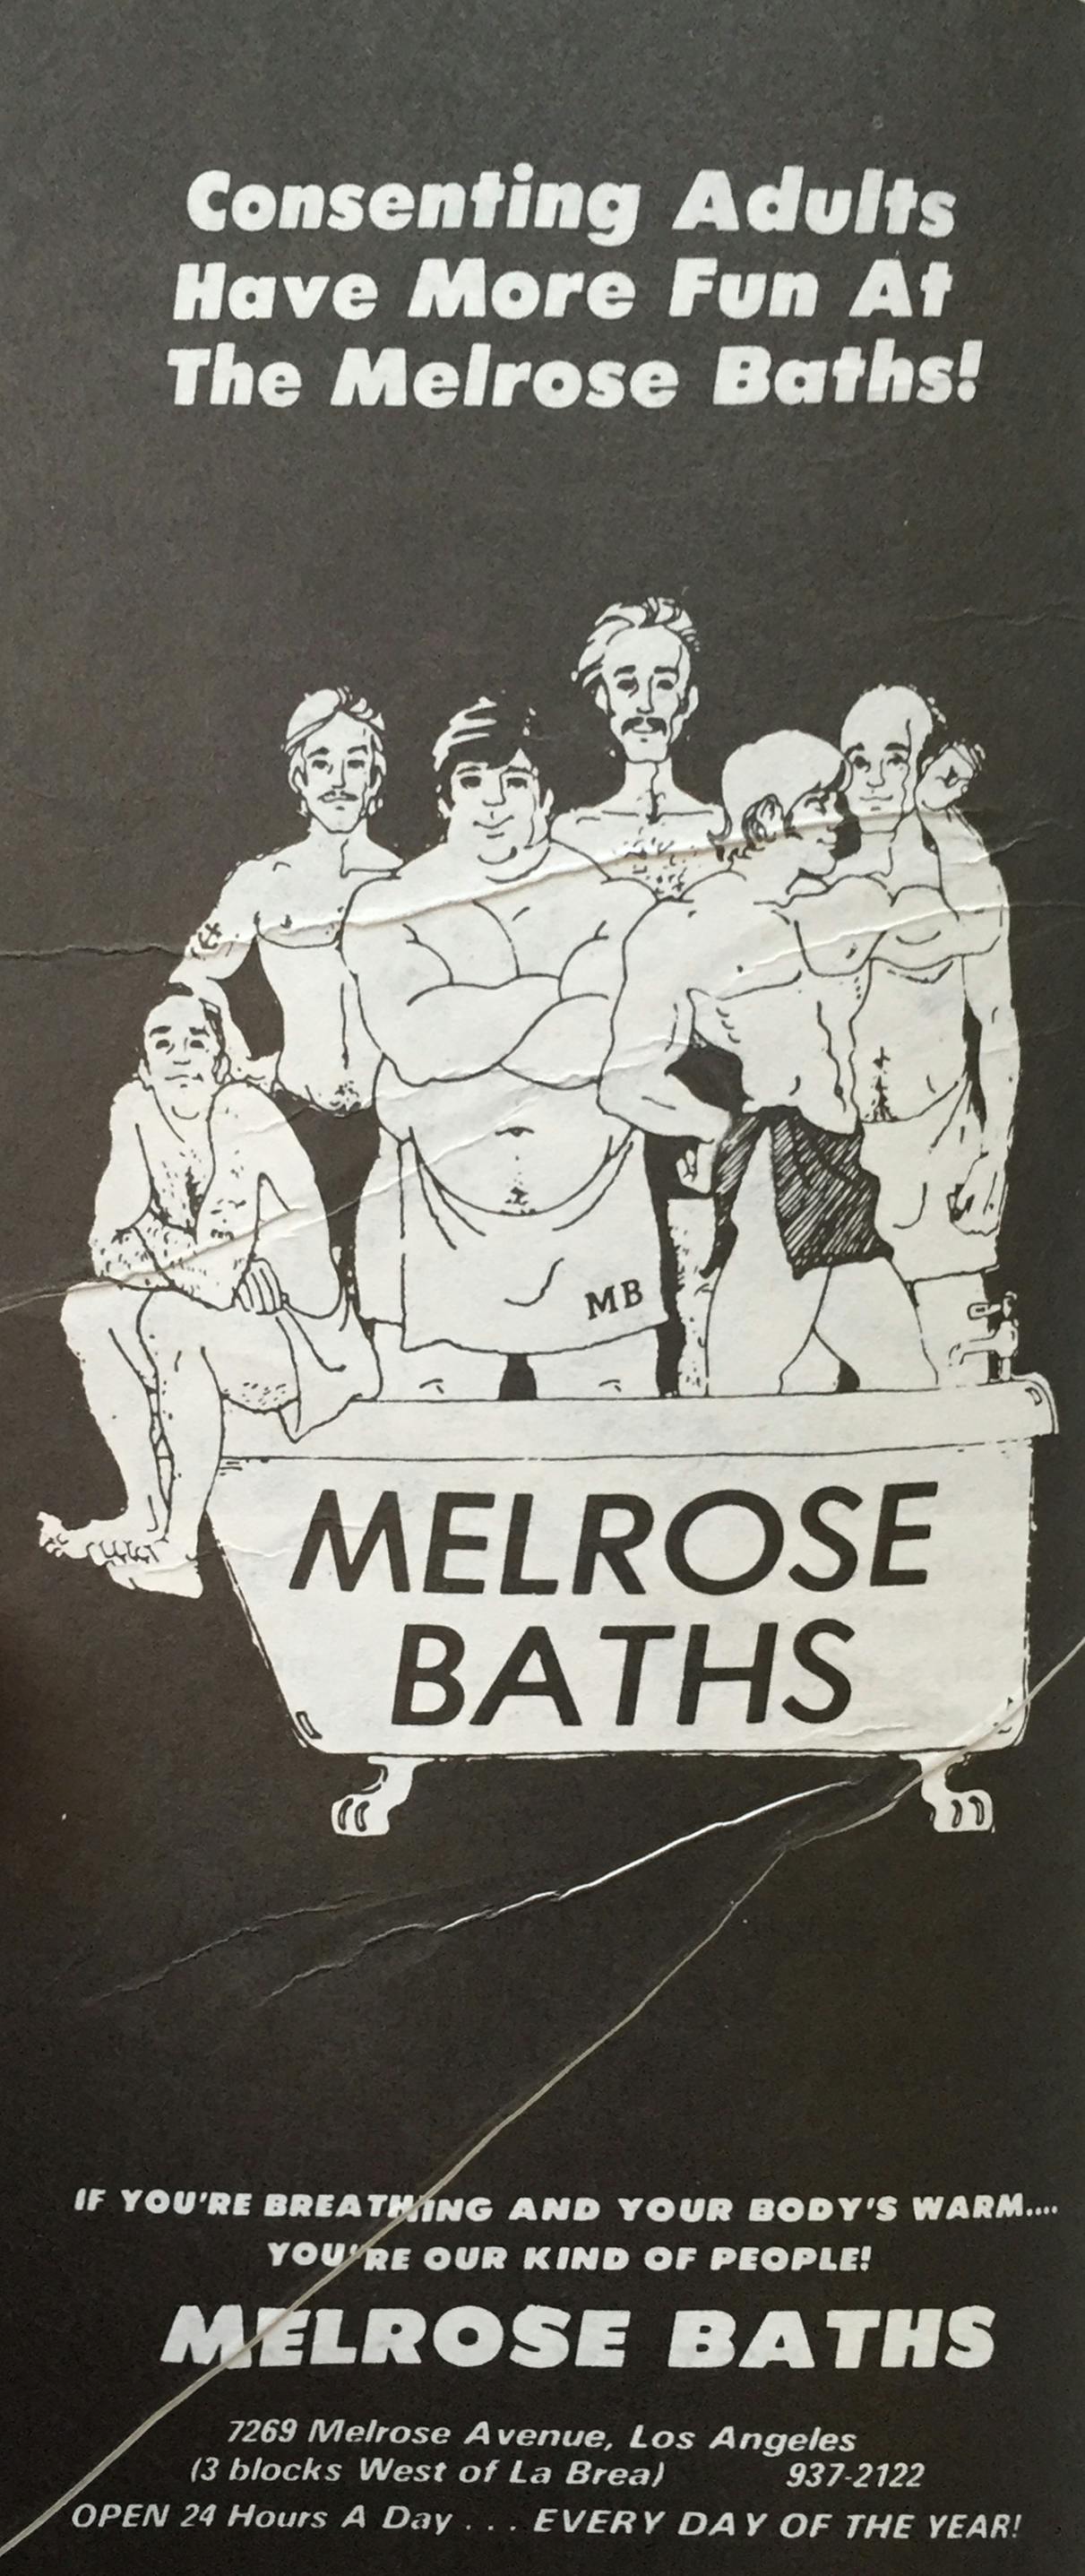 Consenting Adults
Have More Fun At
The Melrose Baths!
MB
MELROSE
BATHS
IF YOU'RE BREATHING AND YOUR BODY'S WARM....
YOU'RE OUR KIND OF PEOPLE!
MELROSE BATHS
7269 Melrose Avenue, Los Angeles
(3 blocks West of La Brea) 937-2122
OPEN 24 Hours A Day . . . EVERY DAY OF THE YEAR!